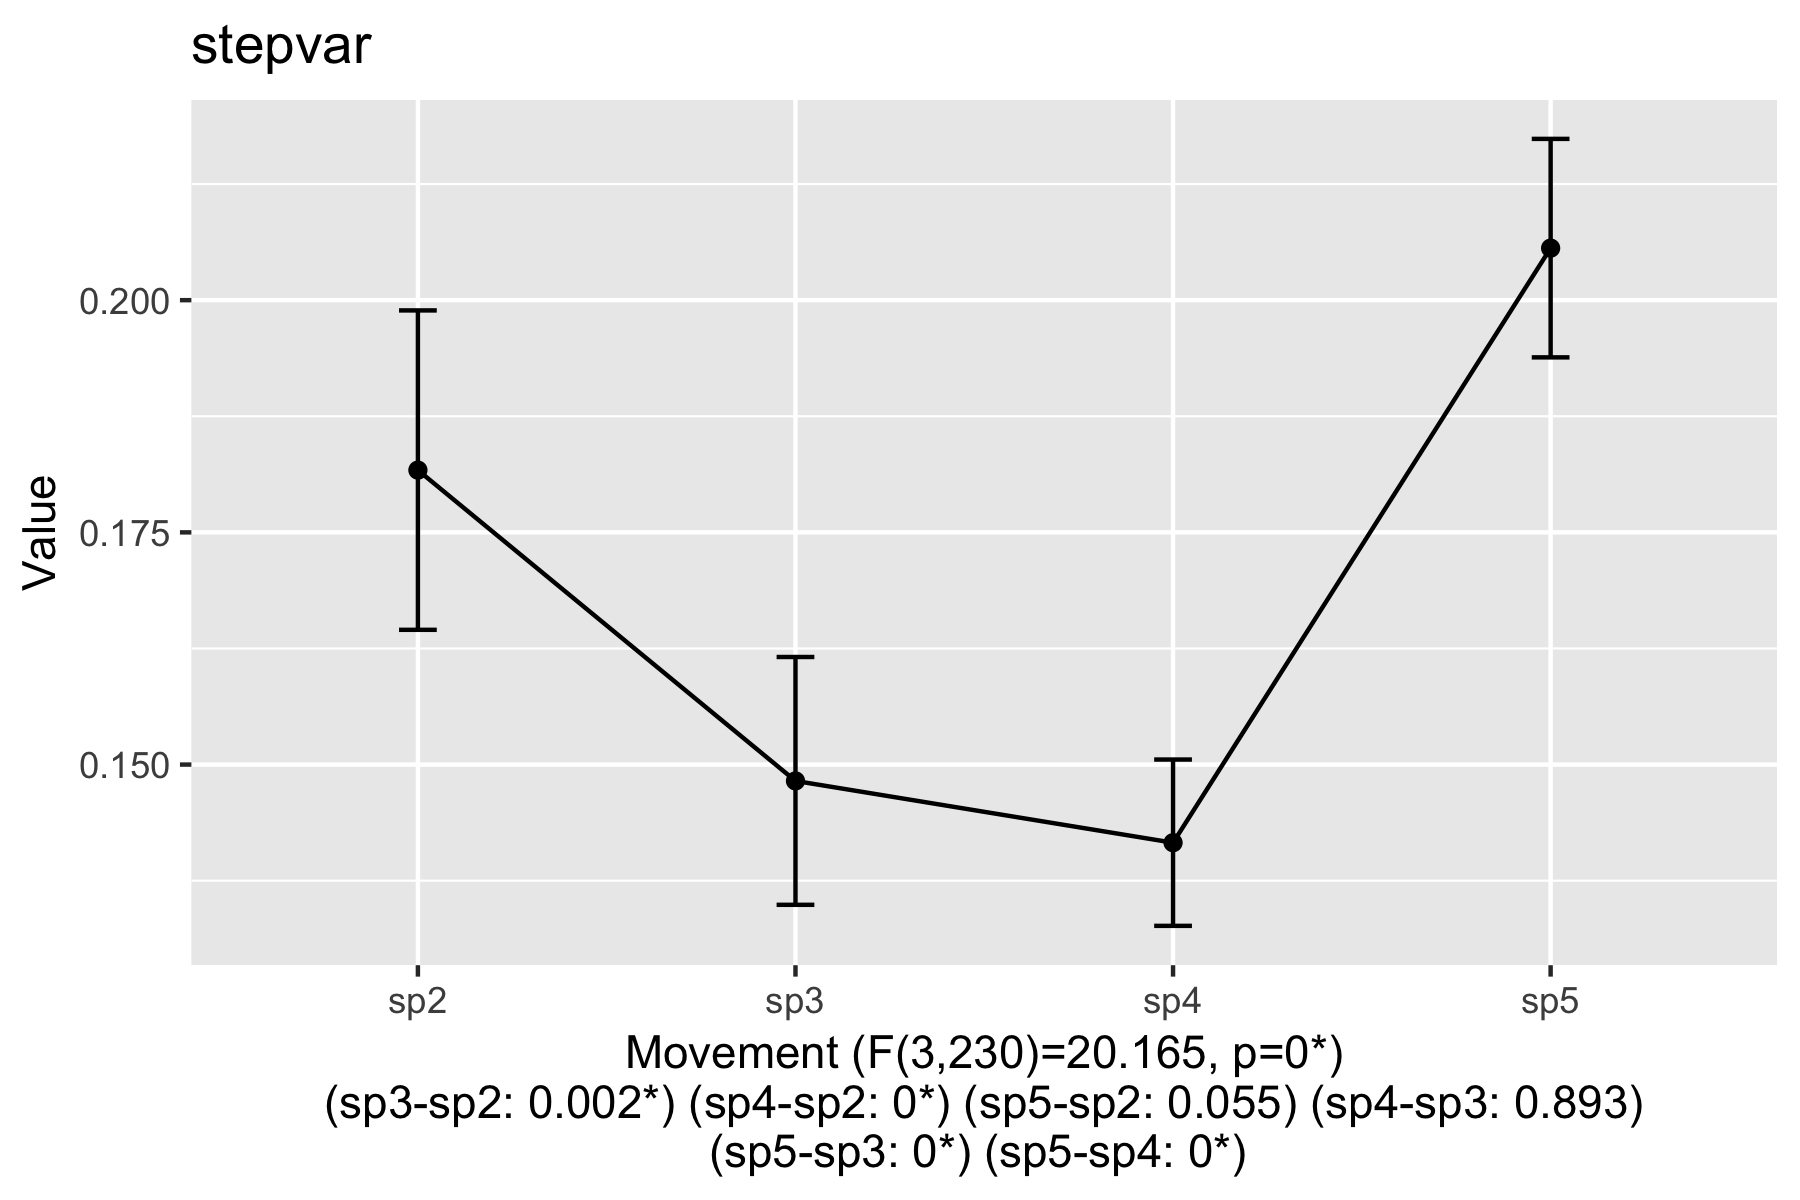 stepvar
Value
0.200
0.175
0.150
sp2 sp3 sp4 sp5
Movement (F(3,230)=20.165, p=0*)
(sp3-sp2: 0.002*) (sp4-sp2: 0*) (sp5-sp2: 0.055) (sp4-sp3: 0.893)
(sp5-sp3: 0*) (sp5-sp4: 0*)